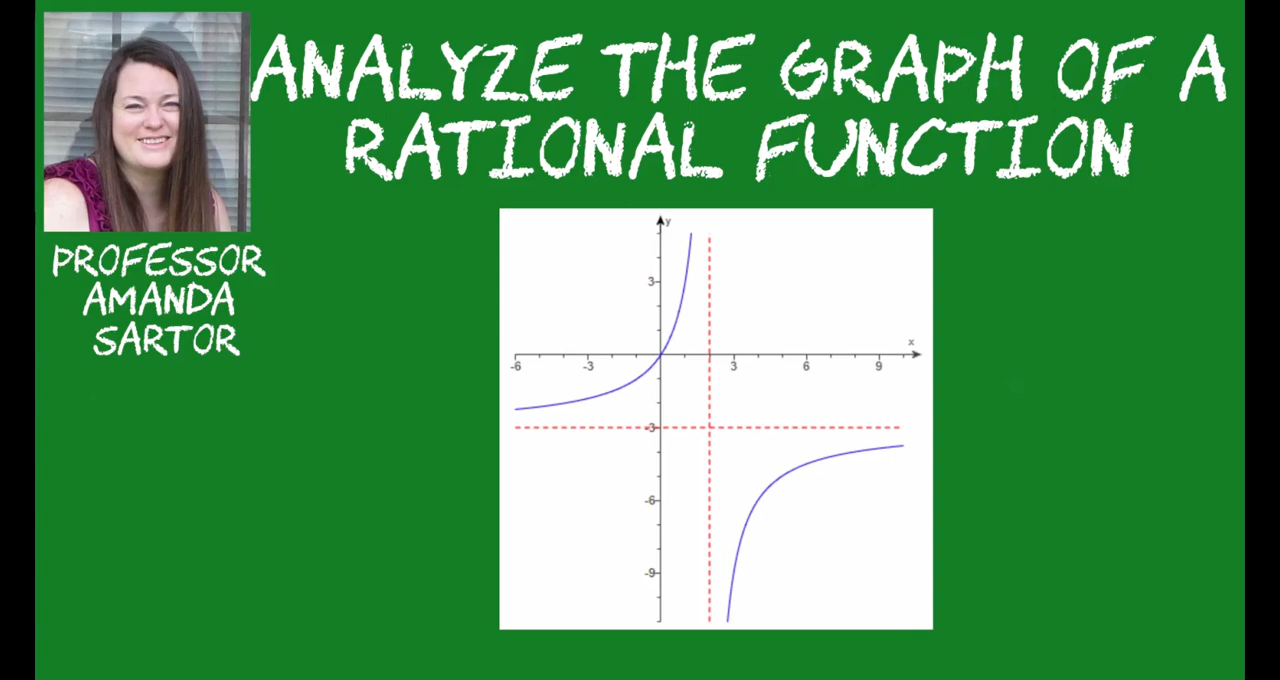 ANALYZE THE GRAPH OF A
RATIONAL FUNCTION
PROFESSOR
AMANDA
SARTOR
y
3
x
-6 -3 3 6 9
-3
-6
-9